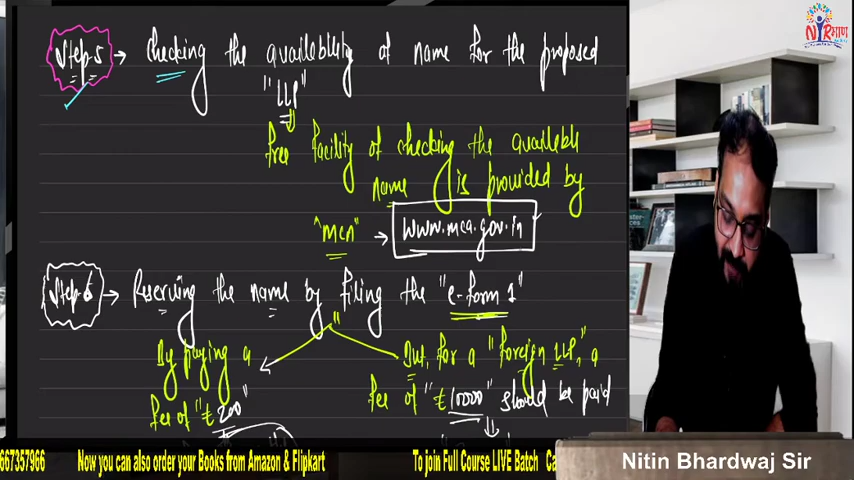 Step-5 → checking the availability of name for the proposed
"LLP"
free facility of checking the available
name is provided by
"MCA" → www.mca.gov.in
Step-6 → Reserving the name by filing the "e-form 1"
By paying a
fee of "₹ 200"
But, for a "foreign LLP," a
fee of "₹ 10000" should be paid
NIRमाण
667357966 Now you can also order your Books from Amazon & Flipkart To join Full Course LIVE Batch Ca
Nitin Bhardwaj Sir